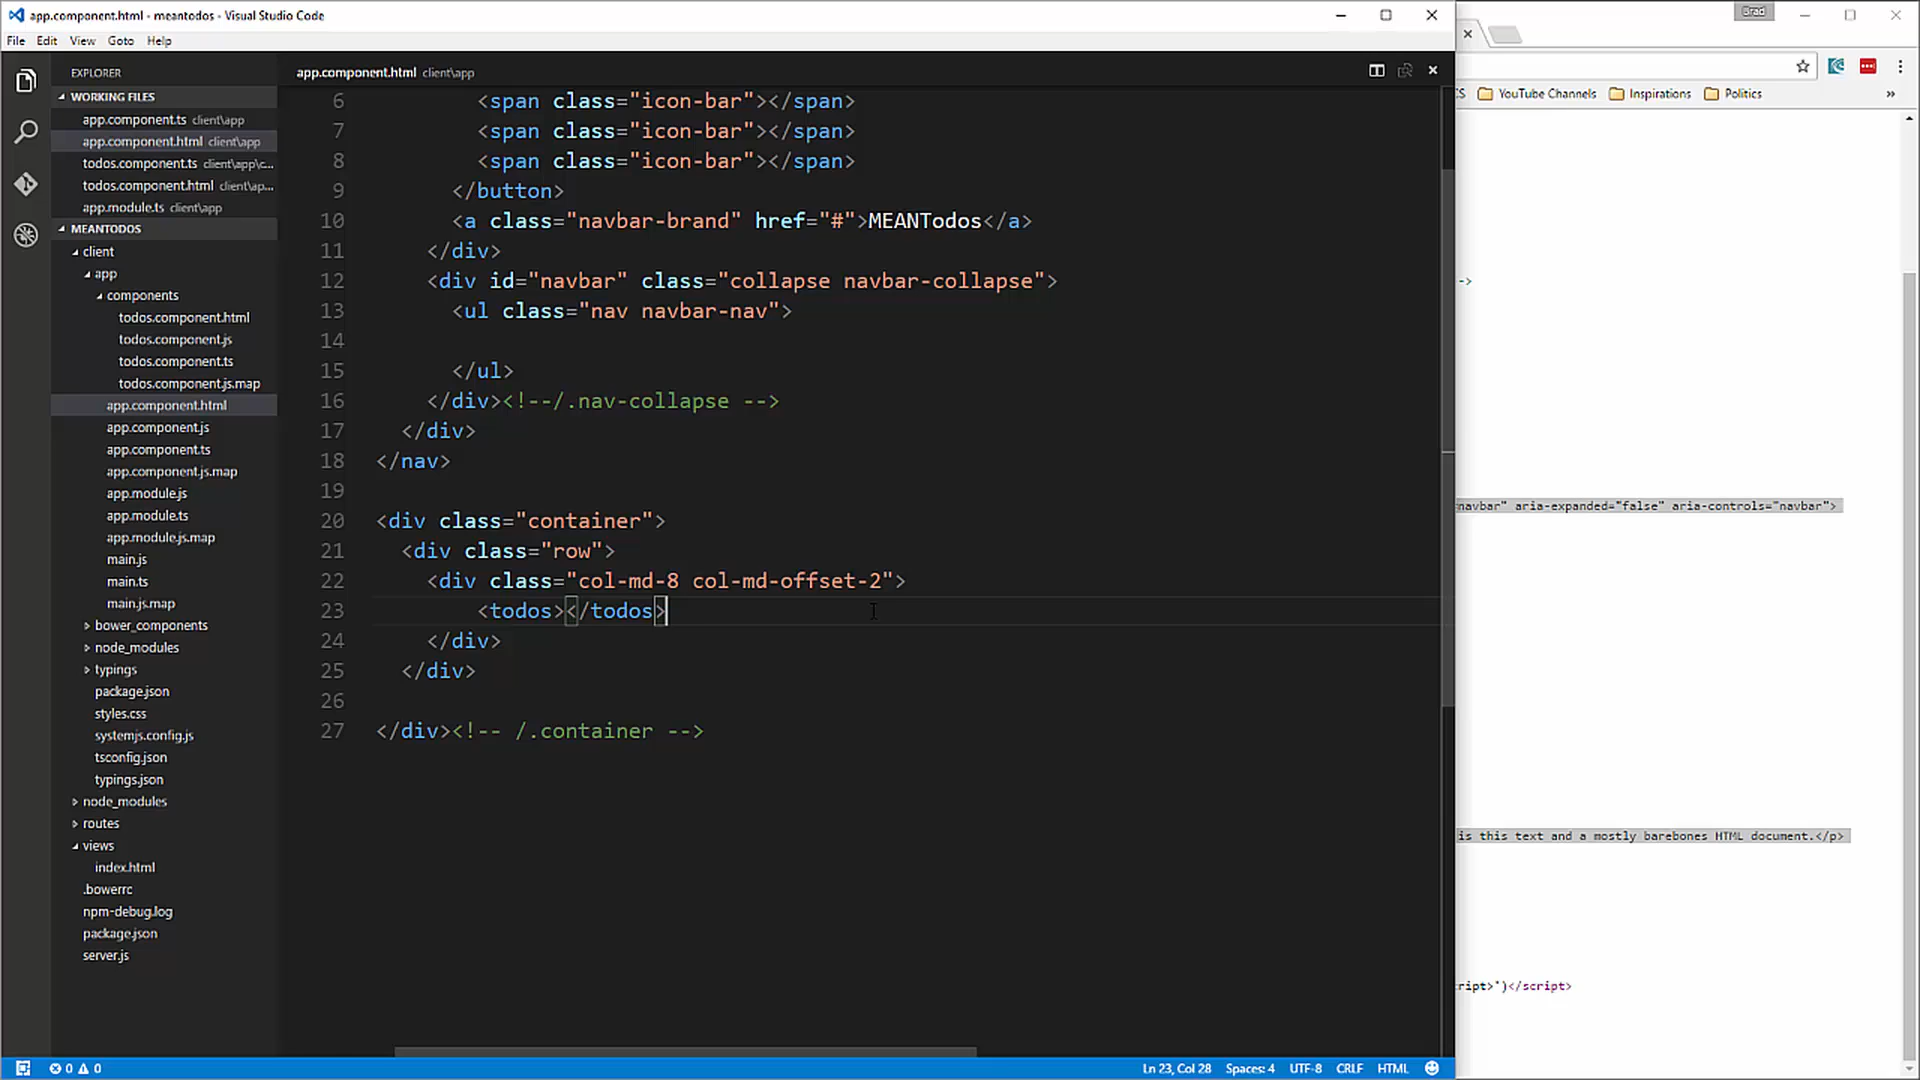 app.component.html - meantodos - Visual Studio Code
File Edit View Goto Help
EXPLORER
WORKING FILES
app.component.ts client\app
app.component.html client\app
todos.component.ts client\app\c...
todos.component.html client\ap...
app.module.ts client\app
MEANTODOS
client
app
components
todos.component.html
todos.component.js
todos.component.ts
todos.component.js.map
app.component.html
app.component.js
app.component.ts
app.component.js.map
app.module.js
app.module.ts
app.module.js.map
main.js
main.ts
main.js.map
bower_components
node_modules
typings
package.json
styles.css
systemjs.config.js
tsconfig.json
typings.json
node_modules
routes
views
index.html
.bowerrc
npm-debug.log
package.json
server.js
app.component.html client\app
6 <span class="icon-bar"></span>
7 <span class="icon-bar"></span>
8 <span class="icon-bar"></span>
9 </button>
10 <a class="navbar-brand" href="#">MEANTodos</a>
11 </div>
12 <div id="navbar" class="collapse navbar-collapse">
13 <ul class="nav navbar-nav">
14
15 </ul>
16 </div><!--/.nav-collapse -->
17 </div>
18 </nav>
19
20 <div class="container">
21 <div class="row">
22 <div class="col-md-8 col-md-offset-2">
23 <todos></todos>
24 </div>
25 </div>
26
27 </div><!-- /.container -->
0 0
Ln 23, Col 28 Spaces: 4 UTF-8 CRLF HTML
Brad
CS YouTube Channels Inspirations Politics »
->
navbar" aria-expanded="false" aria-controls="navbar">
is this text and a mostly barebones HTML document.</p>
ript>')</script>